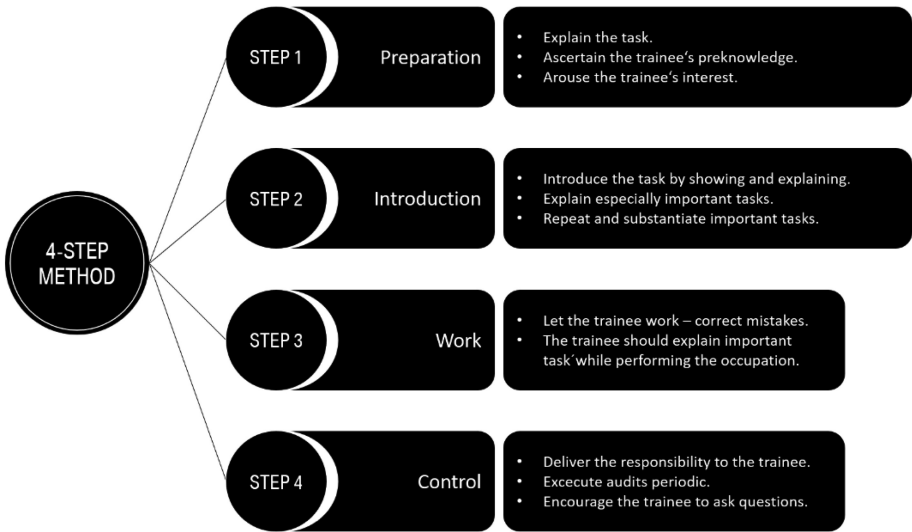 4-STEP
METHOD
STEP 1
Preparation
• Explain the task.
• Ascertain the trainee‘s preknowledge.
• Arouse the trainee‘s interest.
STEP 2
Introduction
• Introduce the task by showing and explaining.
• Explain especially important tasks.
• Repeat and substantiate important tasks.
STEP 3
Work
• Let the trainee work – correct mistakes.
• The trainee should explain important
task´while performing the occupation.
STEP 4
Control
• Deliver the responsibility to the trainee.
• Excecute audits periodic.
• Encourage the trainee to ask questions.